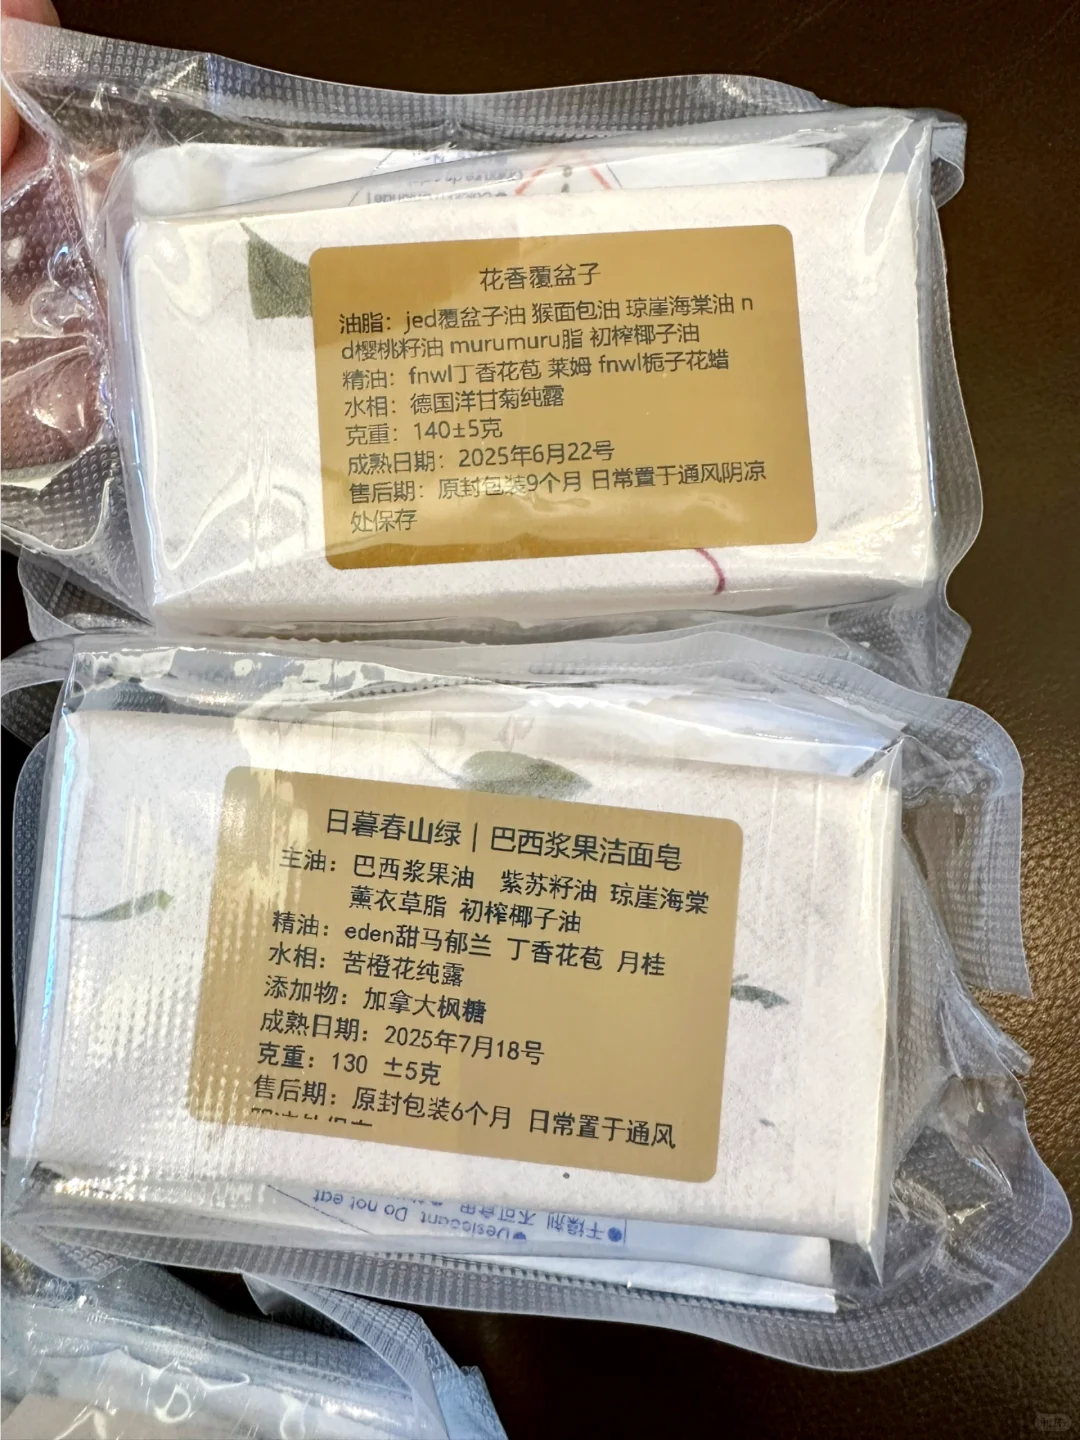 花香覆盆子
油脂：jed覆盆子油 猴面包油 琼崖海棠油 n
d樱桃籽油 murumuru脂 初榨椰子油
精油：fnwl丁香花苞 莱姆 fnwl栀子花蜡
水相：德国洋甘菊纯露
克重：140±5克
成熟日期：2025年6月22号
售后期：原封包装9个月 日常置于通风阴凉
处保存
日暮春山绿｜巴西浆果洁面皂
主油：巴西浆果油 紫苏籽油 琼崖海棠
薰衣草脂 初榨椰子油
精油：eden甜马郁兰 丁香花苞 月桂
水相：苦橙花纯露
添加物：加拿大枫糖
成熟日期：2025年7月18号
克重：130 ±5克
售后期：原封包装6个月 日常置于通风
干燥剂 不可食用
Desiccant Do not eat